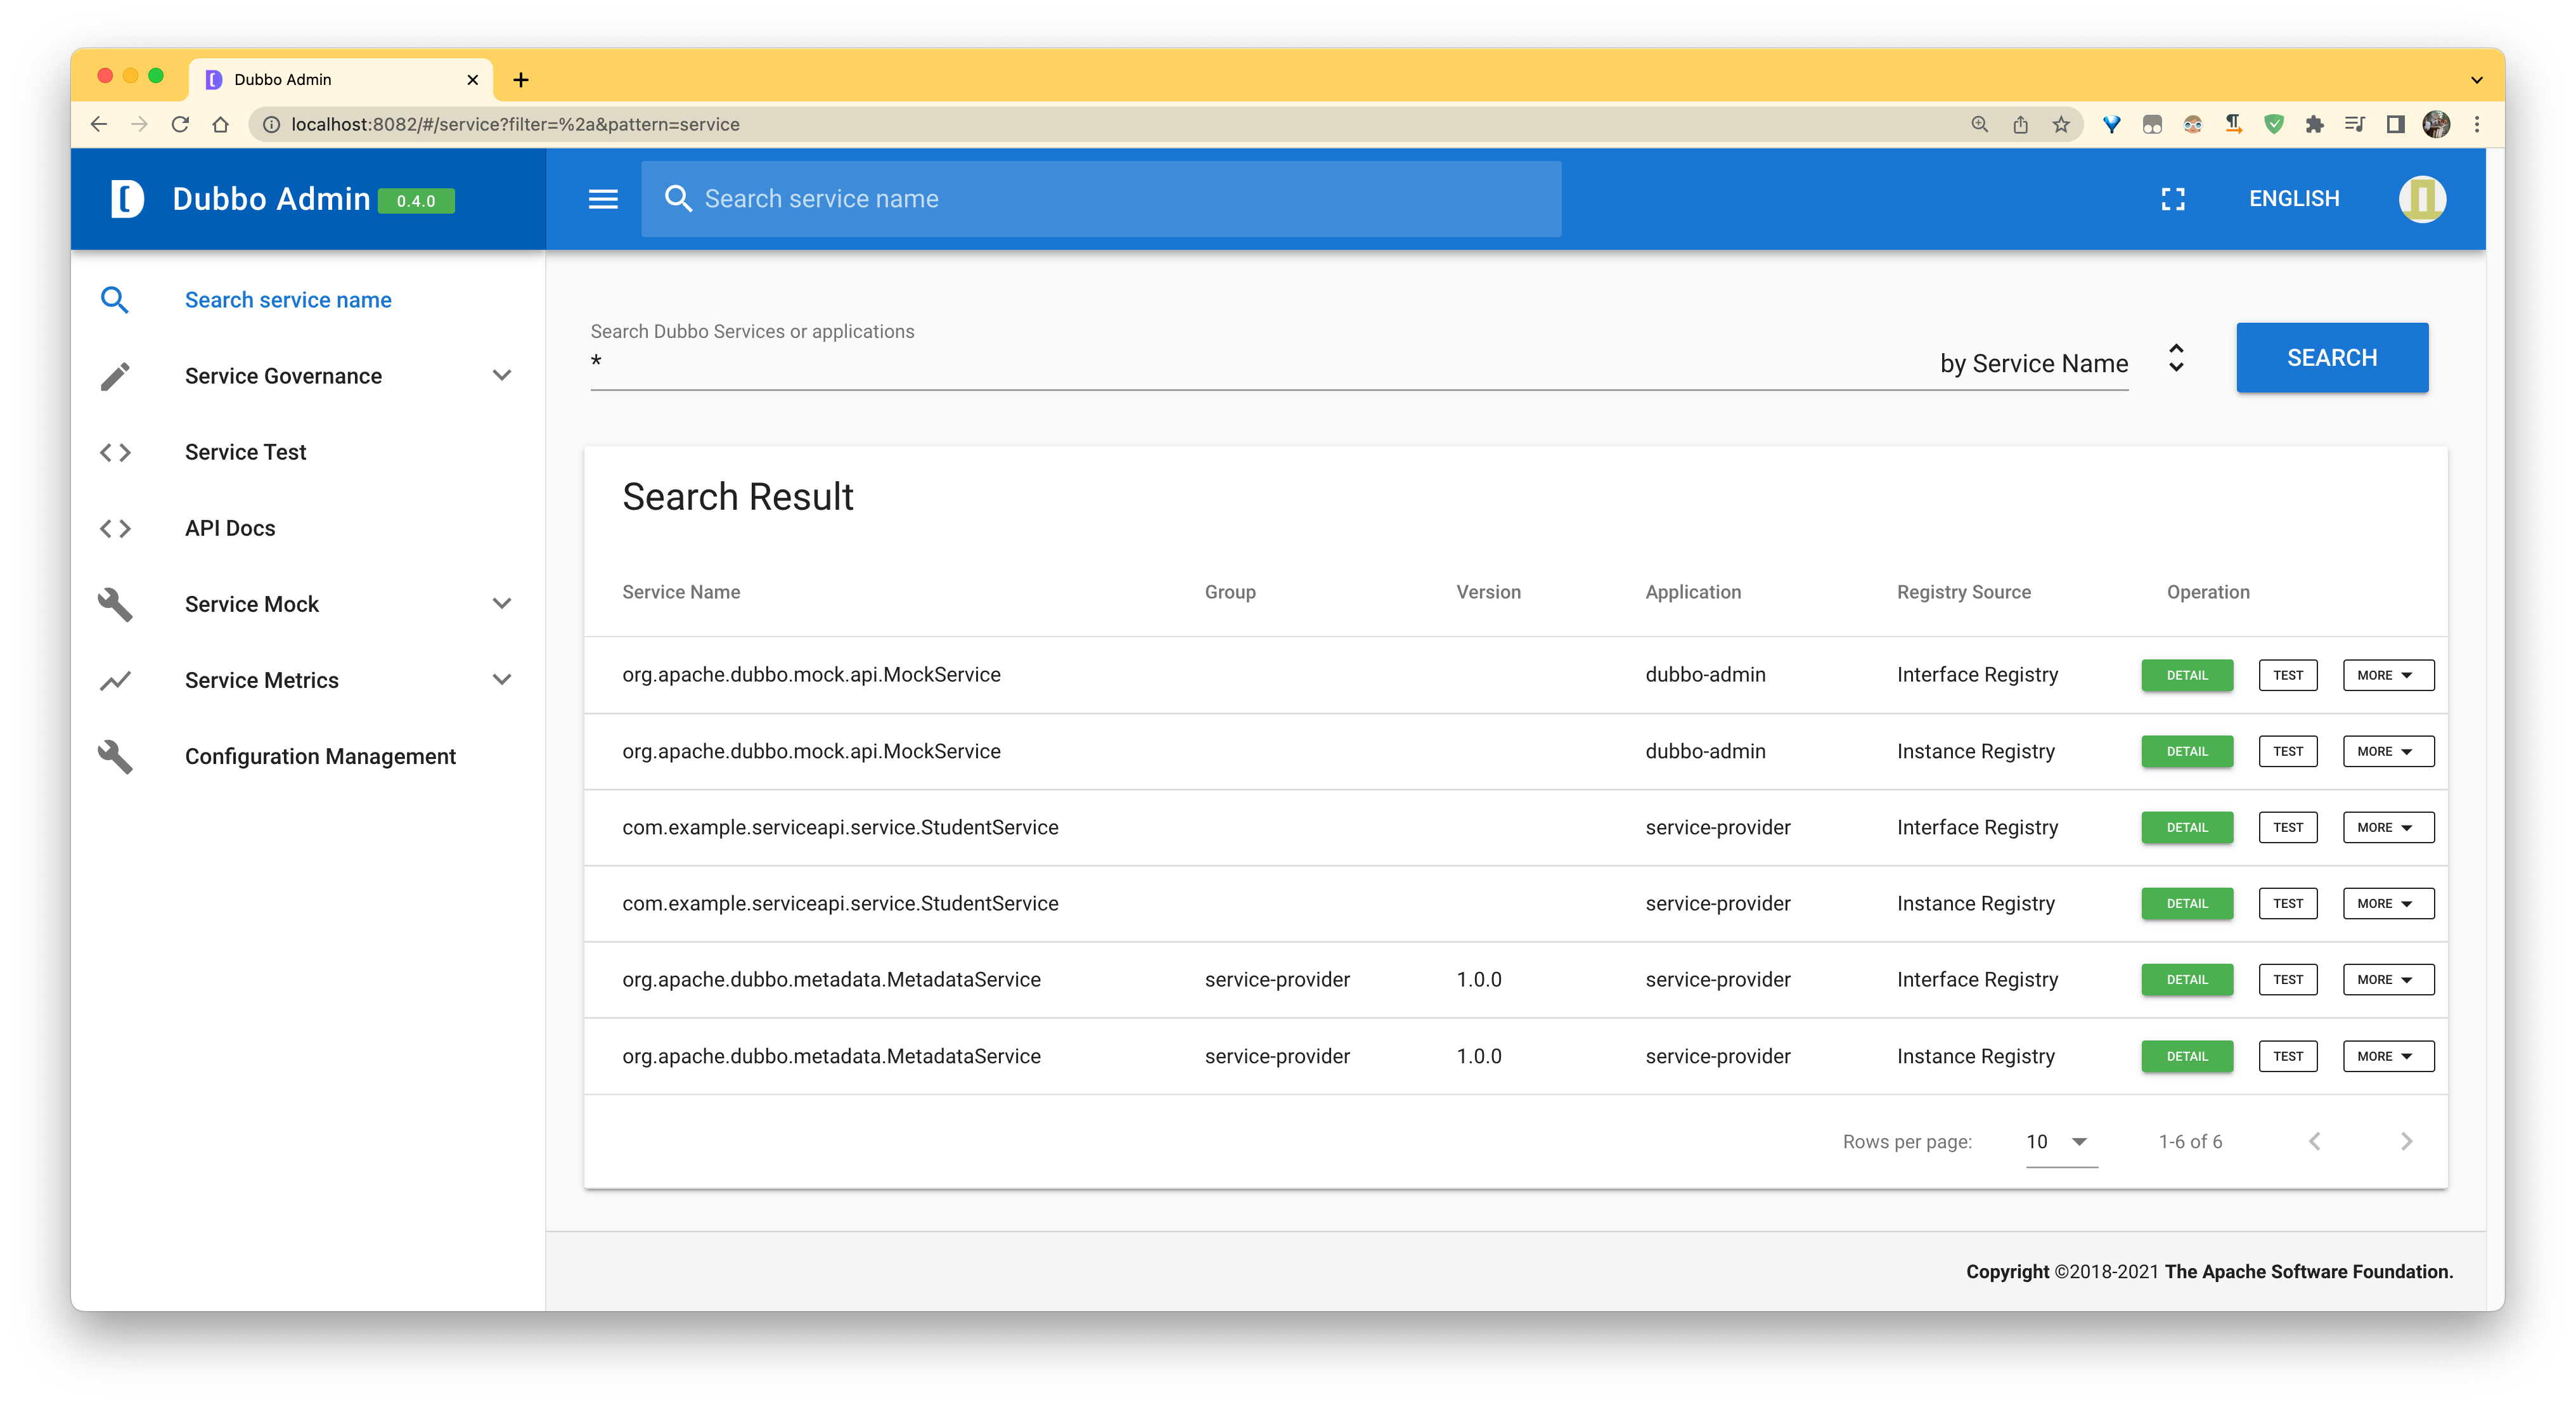 Dubbo Admin
localhost:8082/#/service?filter=%2a&pattern=service
Dubbo Admin 0.4.0
Search service name
ENGLISH
Search service name
Service Governance
Service Test
API Docs
Service Mock
Service Metrics
Configuration Management
Search Dubbo Services or applications
* by Service Name
SEARCH
Search Result
Service Name Group Version Application Registry Source Operation
org.apache.dubbo.mock.api.MockService dubbo-admin Interface Registry DETAIL TEST MORE
org.apache.dubbo.mock.api.MockService dubbo-admin Instance Registry DETAIL TEST MORE
com.example.serviceapi.service.StudentService service-provider Interface Registry DETAIL TEST MORE
com.example.serviceapi.service.StudentService service-provider Instance Registry DETAIL TEST MORE
org.apache.dubbo.metadata.MetadataService service-provider 1.0.0 service-provider Interface Registry DETAIL TEST MORE
org.apache.dubbo.metadata.MetadataService service-provider 1.0.0 service-provider Instance Registry DETAIL TEST MORE
Rows per page: 10 1-6 of 6
Copyright ©2018-2021 The Apache Software Foundation.